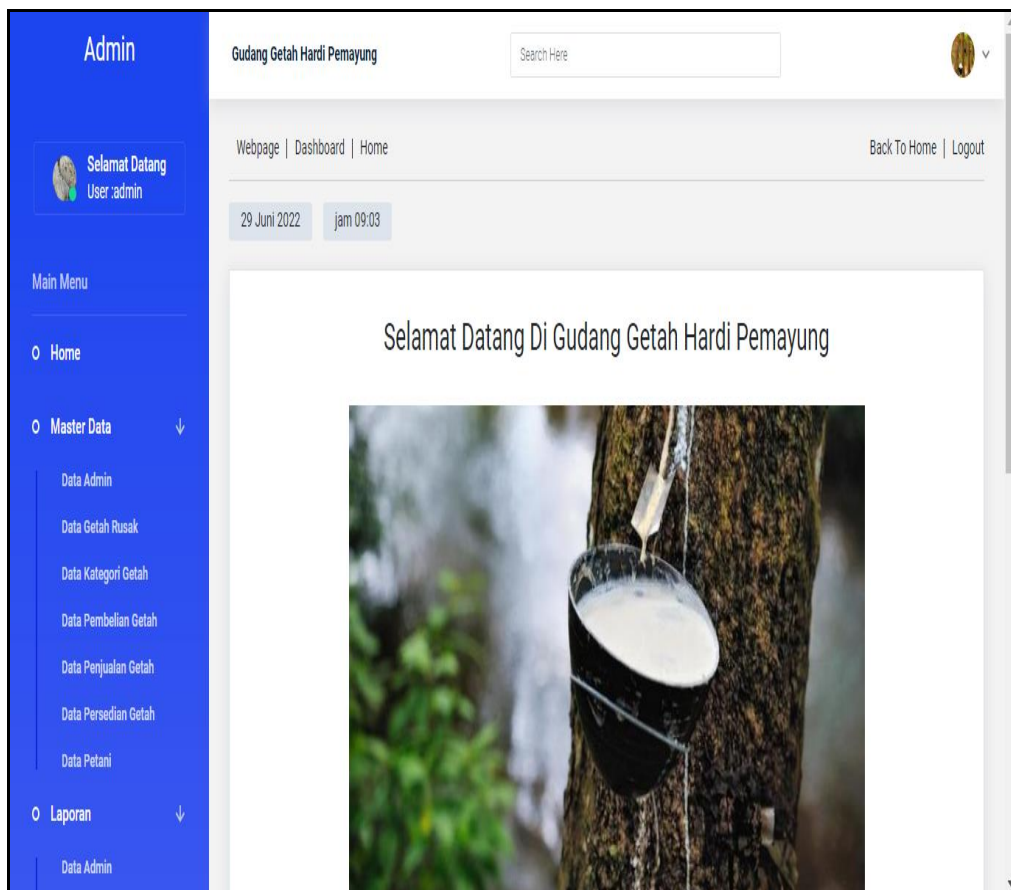 Admin
Gudang Getah Hardi Pemayung
Search Here
Selamat Datang
User :admin
Webpage | Dashboard | Home
Back To Home | Logout
29 Juni 2022
jam 09:03
Main Menu
Home
Master Data
Data Admin
Data Getah Rusak
Data Kategori Getah
Data Pembelian Getah
Data Penjualan Getah
Data Persedian Getah
Data Petani
Laporan
Data Admin
Selamat Datang Di Gudang Getah Hardi Pemayung